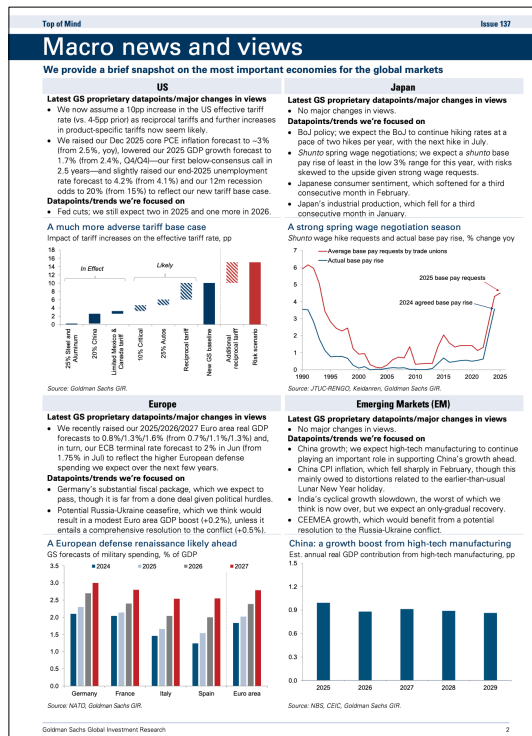 Top of Mind
Issue 137
Macro news and views
We provide a brief snapshot on the most important economies for the global markets
US
Latest GS proprietary datapoints/major changes in views
• We now assume a 10pp increase in the US effective tariff
rate (vs. 4-5pp prior) as reciprocal tariffs and further increases
in product-specific tariffs now seem likely.
• We raised our Dec 2025 core PCE inflation forecast to ~3%
(from 2.5%, yoy), lowered our 2025 GDP growth forecast to
1.7% (from 2.4%, Q4/Q4)—our first below-consensus call in
2.5 years—and slightly raised our end-2025 unemployment
rate forecast to 4.2% (from 4.1%) and our 12m recession
odds to 20% (from 15%) to reflect our new tariff base case.
Datapoints/trends we're focused on
• Fed cuts; we still expect two in 2025 and one more in 2026.
A much more adverse tariff base case
Impact of tariff increases on the effective tariff rate, pp
18
16
14
12
10
8
6
4
2
0
In Effect
Likely
25% Steel and
Aluminum
20% China
Limited Mexico &
Canada tariff
10% Critical
25% Autos
Reciprocal tariff
New GS baseline
Additional
reciprocal tariff
Risk scenario
Source: Goldman Sachs GIR.
Japan
Latest GS proprietary datapoints/major changes in views
• No major changes in views.
Datapoints/trends we're focused on
• BoJ policy; we expect the BoJ to continue hiking rates at a
pace of two hikes per year, with the next hike in July.
• Shunto spring wage negotiations; we expect a shunto base
pay rise of least in the low 3% range for this year, with risks
skewed to the upside given strong wage requests.
• Japanese consumer sentiment, which softened for a third
consecutive month in February.
• Japan's industrial production, which fell for a third
consecutive month in January.
A strong spring wage negotiation season
Shunto wage hike requests and actual base pay rise, % change yoy
7
6
5
4
3
2
1
0
Average base pay requests by trade unions
Actual base pay rise
2025 base pay requests
2024 agreed base pay rise
1990 1995 2000 2005 2010 2015 2020 2025
Source: JTUC-RENGO, Keidanren, Goldman Sachs GIR.
Europe
Latest GS proprietary datapoints/major changes in views
• We recently raised our 2025/2026/2027 Euro area real GDP
forecasts to 0.8%/1.3%/1.6% (from 0.7%/1.1%/1.3%) and,
in turn, our ECB terminal rate forecast to 2% in Jun (from
1.75% in Jul) to reflect the higher European defense
spending we expect over the next few years.
Datapoints/trends we're focused on
• Germany's substantial fiscal package, which we expect to
pass, though it is far from a done deal given political hurdles.
• Potential Russia-Ukraine ceasefire, which we think would
result in a modest Euro area GDP boost (+0.2%), unless it
entails a comprehensive resolution to the conflict (+0.5%).
A European defense renaissance likely ahead
GS forecasts of military spending, % of GDP
2024 2025 2026 2027
3.5
3.0
2.5
2.0
1.5
1.0
0.5
0.0
Germany France Italy Spain Euro area
Source: NATO, Goldman Sachs GIR.
Emerging Markets (EM)
Latest GS proprietary datapoints/major changes in views
• No major changes in views.
Datapoints/trends we're focused on
• China growth; we expect high-tech manufacturing to continue
playing an important role in supporting China's growth ahead.
• China CPI inflation, which fell sharply in February, though this
mainly owed to distortions related to the earlier-than-usual
Lunar New Year holiday.
• India's cyclical growth slowdown, the worst of which we
think is now over, but we expect an only-gradual recovery.
• CEEMEA growth, which would benefit from a potential
resolution to the Russia-Ukraine conflict.
China: a growth boost from high-tech manufacturing
Est. annual real GDP contribution from high-tech manufacturing, pp
1.5
1.2
0.9
0.6
0.3
0.0
2025 2026 2027 2028 2029
Source: NBS, CEIC, Goldman Sachs GIR.
Goldman Sachs Global Investment Research
2